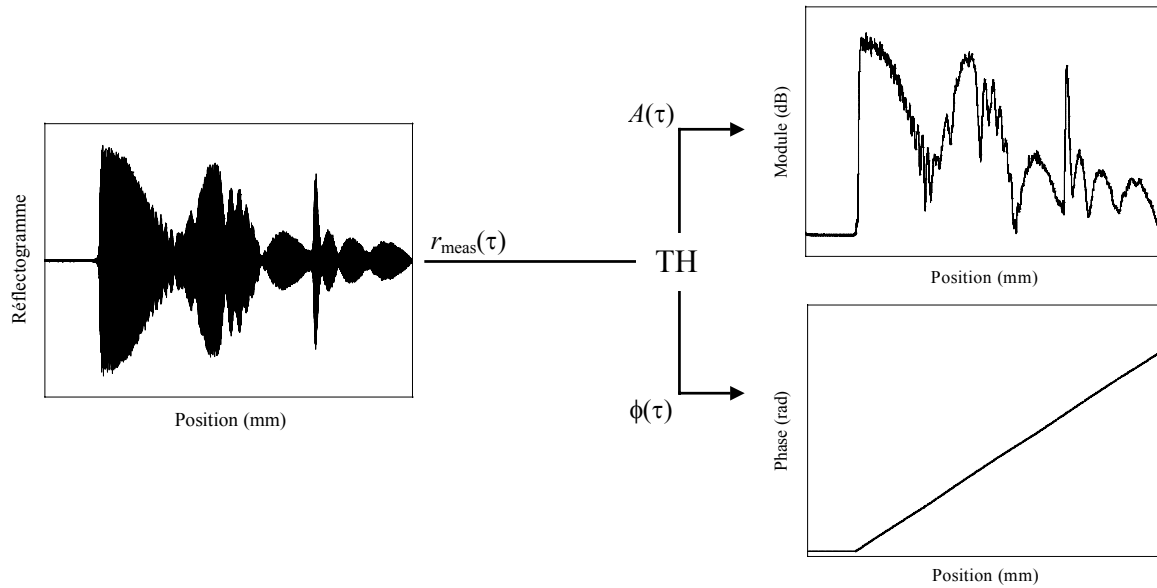 Réflectogramme
Position (mm)
r_meas(τ)
TH
A(τ)
ϕ(τ)
Module (dB)
Position (mm)
Phase (rad)
Position (mm)